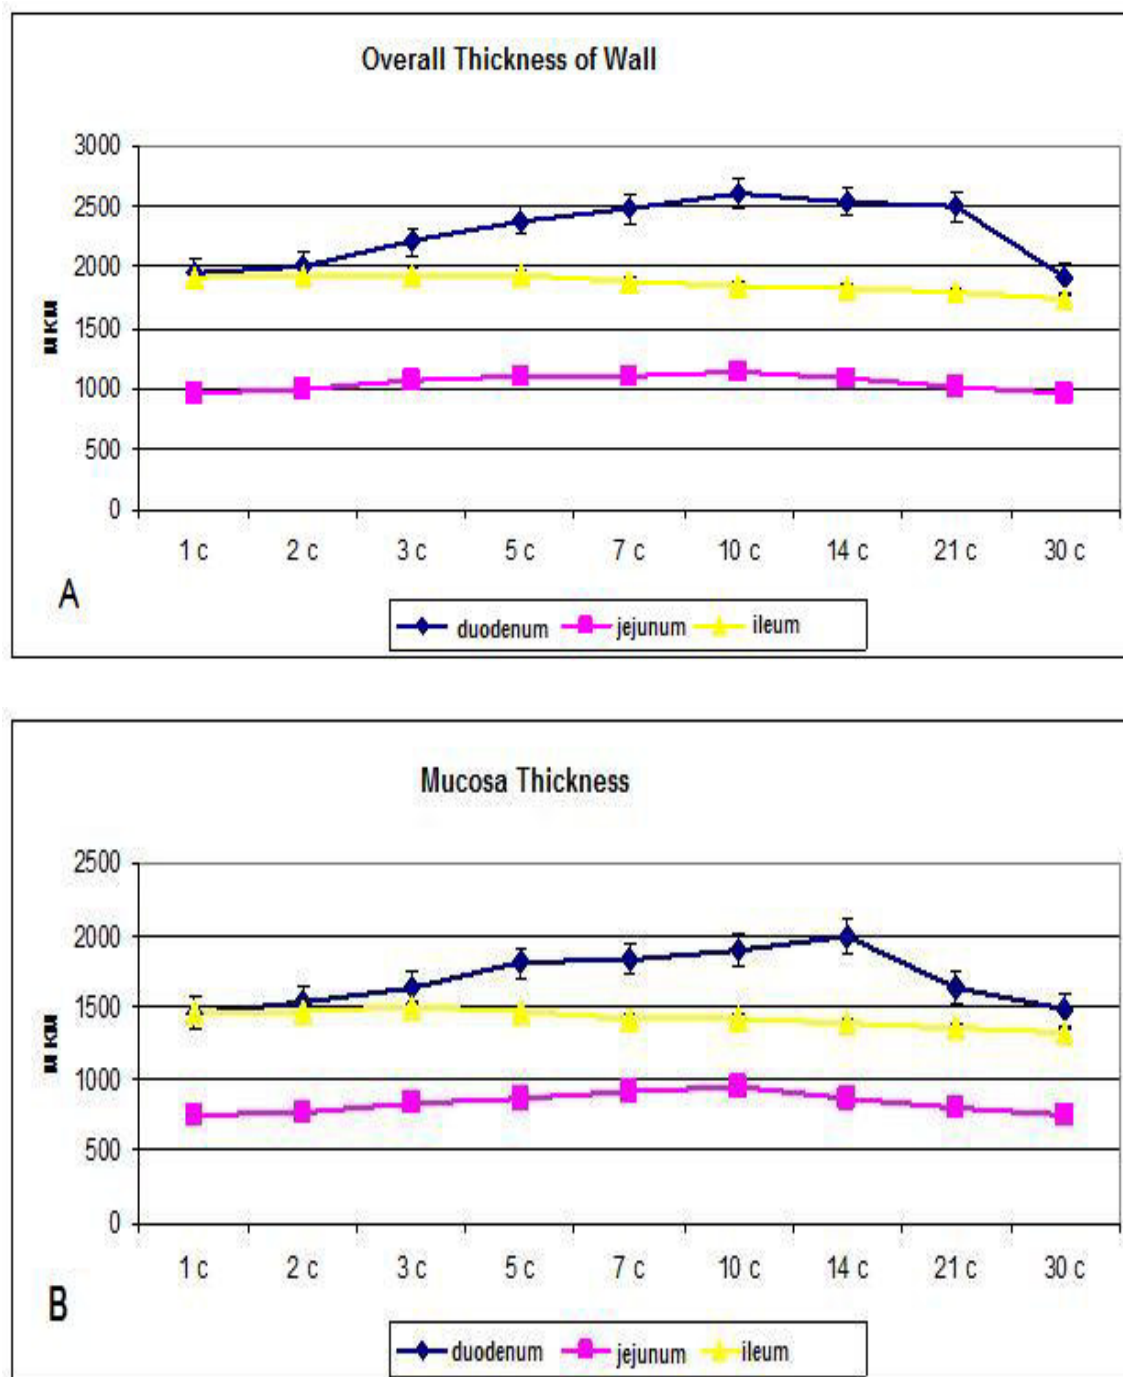 Overall Thickness of Wall
3000
2500
2000
1500
1000
500
0
мкм
1 c 2 c 3 c 5 c 7 c 10 c 14 c 21 c 30 c
A
duodenum jejunum ileum
Mucosa Thickness
2500
2000
1500
1000
500
0
мкм
1 c 2 c 3 c 5 c 7 c 10 c 14 c 21 c 30 c
B
duodenum jejunum ileum